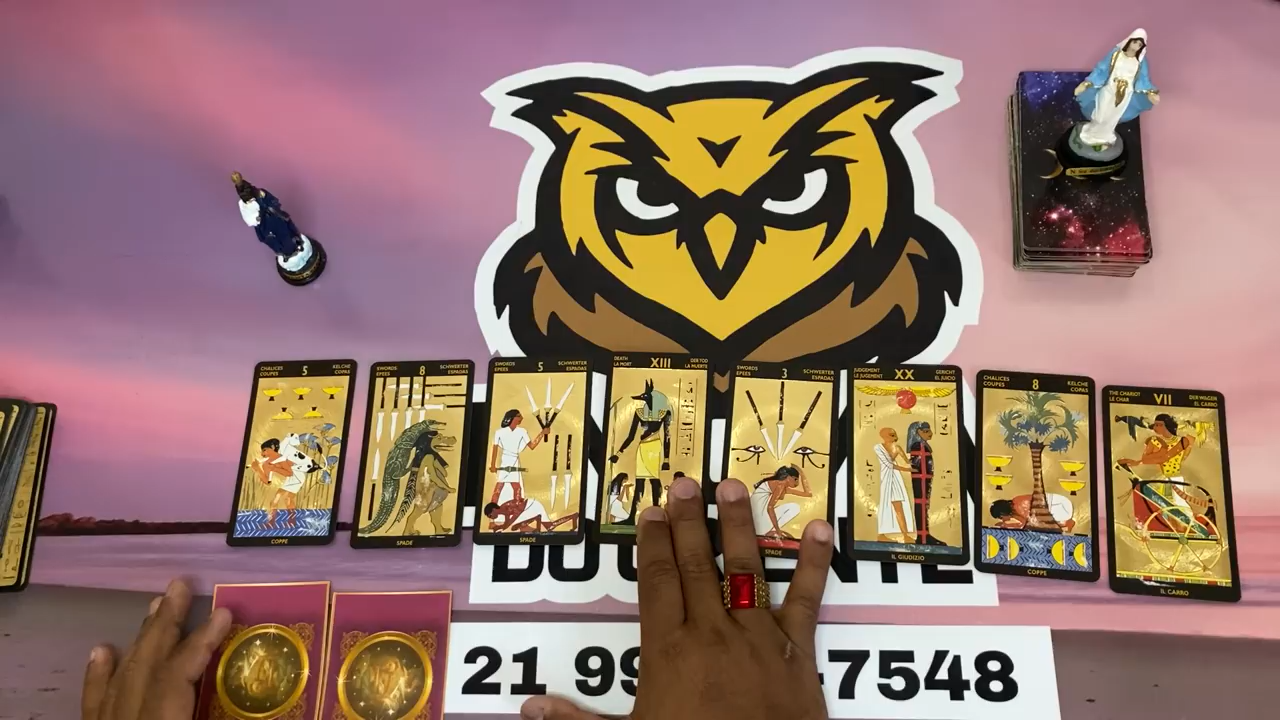 CHALICES COUPES 5 KELCHE COPAS
COPPE
SWORDS EPEES 8 SCHWERTER ESPADAS
SPADE
SWORDS EPEES 5 SCHWERTER ESPADAS
SPADE
DEATH LA MORT XIII DER TOD LA MUERTE
SWORDS EPEES 3 SCHWERTER ESPADAS
SPADE
JUDGEMENT LE JUGEMENT XX GERICHT EL JUICIO
IL GIUDIZIO
CHALICES COUPES 8 KELCHE COPAS
COPPE
THE CHARIOT LE CHAR VII DER WAGEN EL CARRO
IL CARRO
21 99 -7548